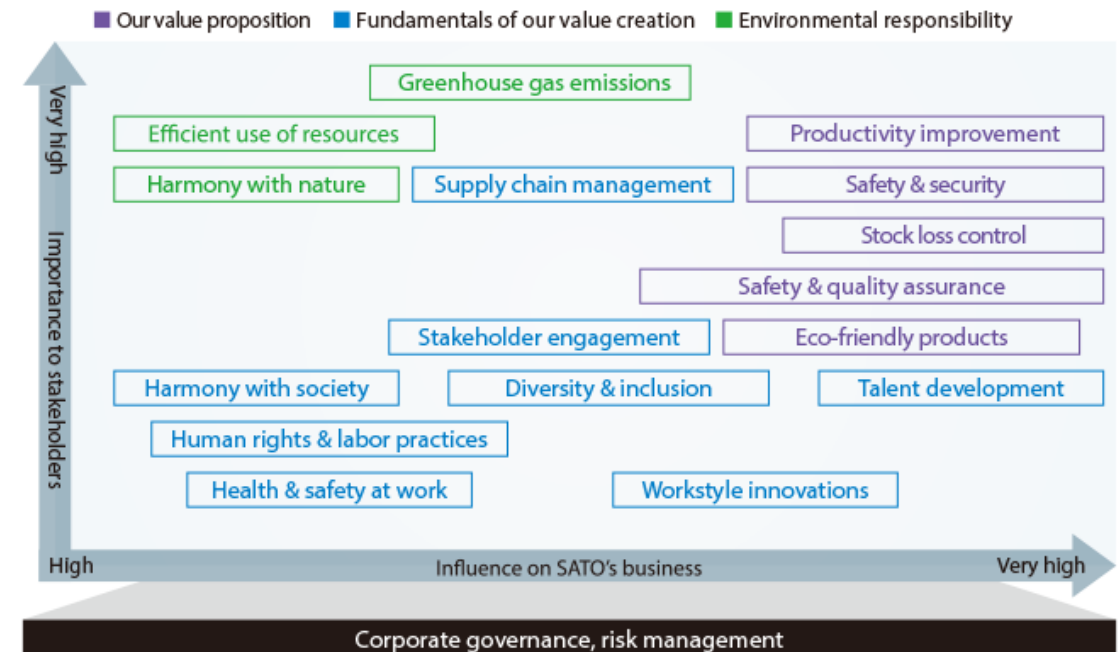 Our value proposition Fundamentals of our value creation Environmental responsibility
Very high
Importance to stakeholders
Greenhouse gas emissions
Efficient use of resources
Productivity improvement
Harmony with nature
Supply chain management
Safety & security
Stock loss control
Safety & quality assurance
Stakeholder engagement
Eco-friendly products
Harmony with society
Diversity & inclusion
Talent development
Human rights & labor practices
Health & safety at work
Workstyle innovations
High
Influence on SATO's business
Very high
Corporate governance, risk management